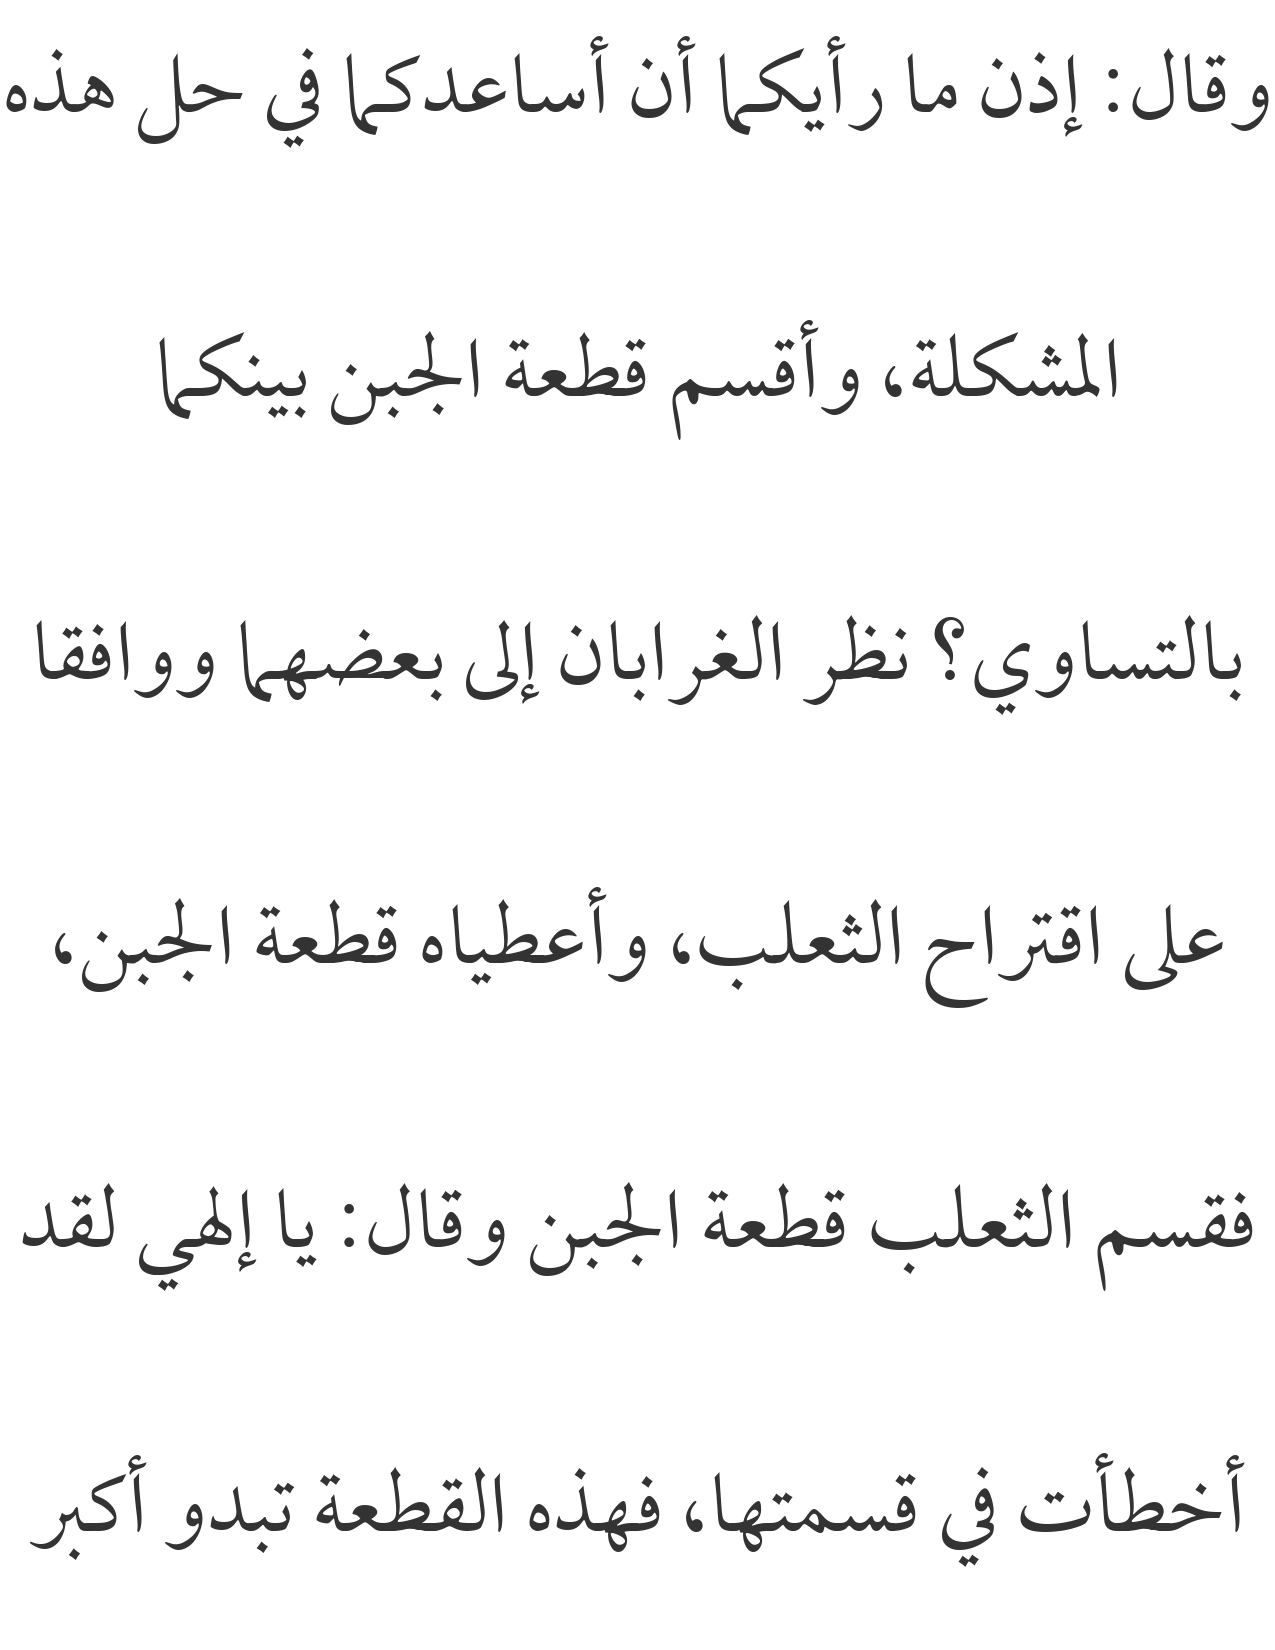 وقال: إذن ما رأيكما أن أساعدكما في حل هذه
المشكلة، وأقسم قطعة الجبن بينكما
بالتساوي؟ نظر الغرابان إلى بعضهما ووافقا
على اقتراح الثعلب، وأعطياه قطعة الجبن،
فقسم الثعلب قطعة الجبن وقال: يا إلهي لقد
أخطأت في قسمتها، فهذه القطعة تبدو أكبر